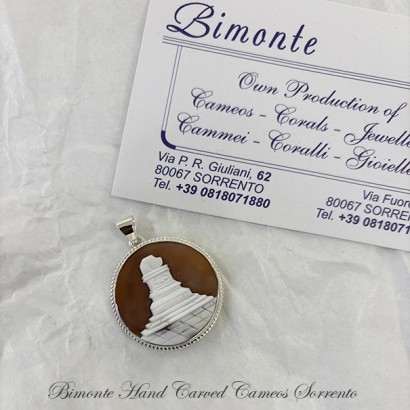 Bimonte
Own Production of
Cameos - Corals - Jewelle
Cammei - Coralli - Gioielle
Via P. R. Giuliani, 62
80067 SORRENTO
Tel. +39 0818071880
Via Fuor
80067 SORREN
Tel. +39 081807
Bimonte Hand Carved Cameos Sorrento